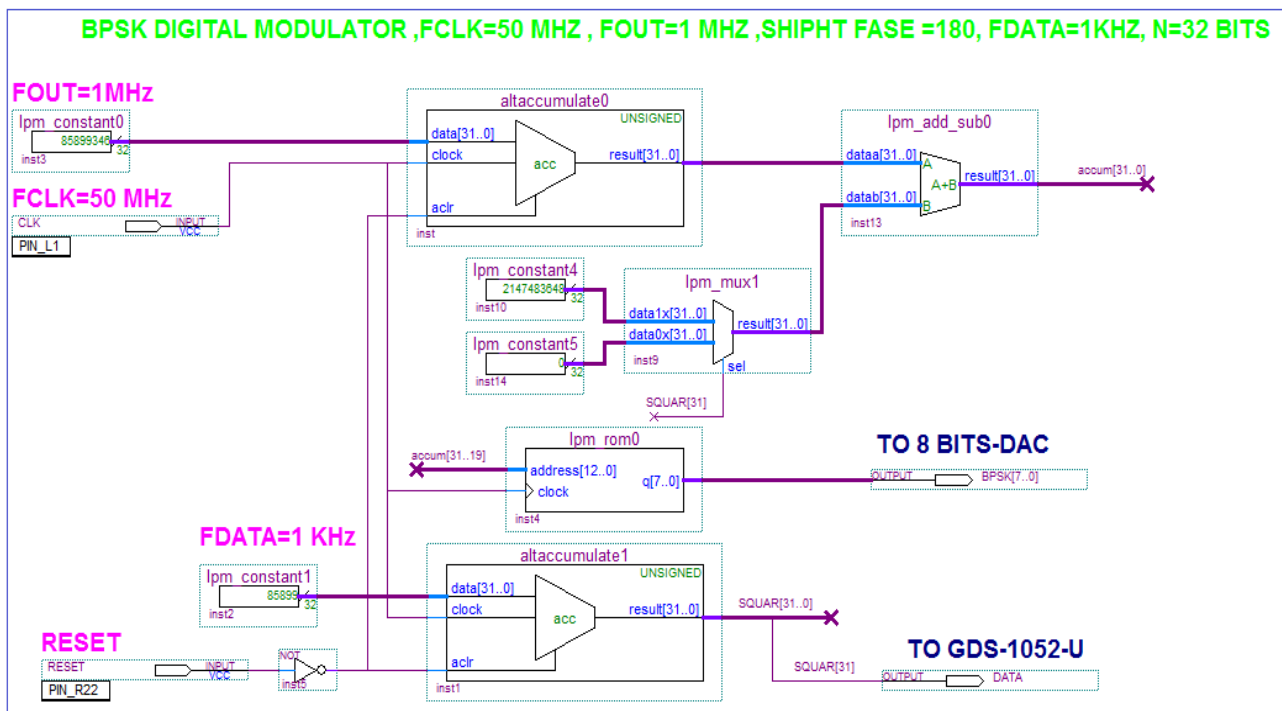 BPSK DIGITAL MODULATOR ,FCLK=50 MHZ , FOUT=1 MHZ ,SHIPHT FASE =180, FDATA=1KHZ, N=32 BITS
FOUT=1MHz
lpm_constant0
85899346
32
inst3
FCLK=50 MHz
CLK
INPUT
VCC
PIN_L1
altaccumulate0
UNSIGNED
data[31..0]
clock
acc
result[31..0]
aclr
inst
lpm_add_sub0
dataa[31..0]
A
A+B
result[31..0]
datab[31..0]
B
inst13
accum[31..0]
lpm_constant4
2147483648
32
inst10
lpm_constant5
0
32
inst14
lpm_mux1
data1x[31..0]
result[31..0]
data0x[31..0]
inst9
sel
SQUAR[31]
lpm_rom0
accum[31..19]
address[12..0]
q[7..0]
clock
inst4
TO 8 BITS-DAC
OUTPUT
BPSK[7..0]
FDATA=1 KHz
lpm_constant1
85899
32
inst2
altaccumulate1
UNSIGNED
data[31..0]
clock
acc
result[31..0]
aclr
inst1
SQUAR[31..0]
TO GDS-1052-U
SQUAR[31]
OUTPUT
DATA
RESET
RESET
INPUT
VCC
PIN_R22
NOT
inst5